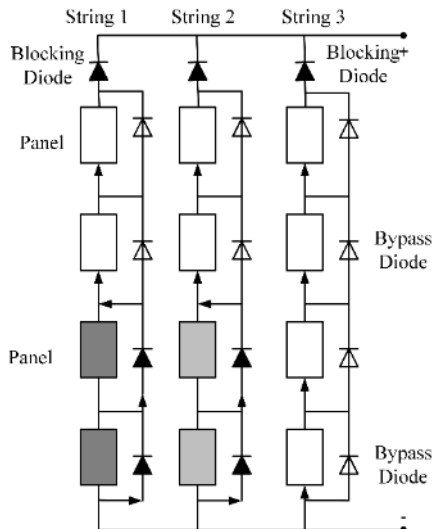 String 1 String 2 String 3
Blocking
Diode
Blocking+
Diode
Panel
Bypass
Diode
Panel
Bypass
Diode
-